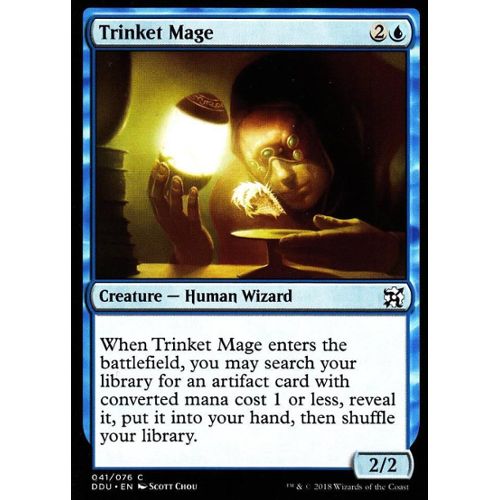 Trinket Mage 2
Creature — Human Wizard
When Trinket Mage enters the
battlefield, you may search your
library for an artifact card with
converted mana cost 1 or less, reveal
it, put it into your hand, then shuffle
your library.
2/2
041/076 C
DDU • EN Scott Chou
™ & © 2018 Wizards of the Coast